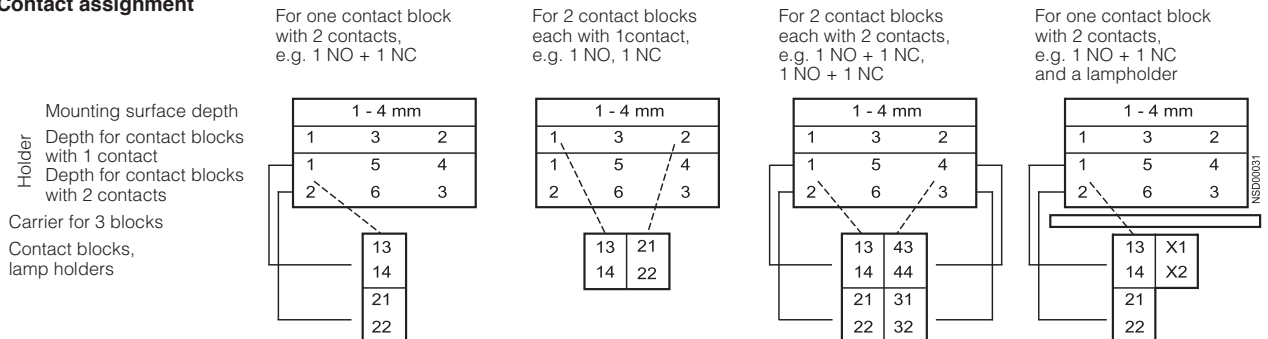 Contact assignment
For one contact block
with 2 contacts,
e.g. 1 NO + 1 NC
For 2 contact blocks
each with 1contact,
e.g. 1 NO, 1 NC
For 2 contact blocks
each with 2 contacts,
e.g. 1 NO + 1 NC,
1 NO + 1 NC
For one contact block
with 2 contacts,
e.g. 1 NO + 1 NC
and a lampholder
Holder
Mounting surface depth
Depth for contact blocks
with 1 contact
Depth for contact blocks
with 2 contacts
Carrier for 3 blocks
Contact blocks,
lamp holders
1 - 4 mm
1 3 2
1 5 4
2 6 3
13
14
21
22
1 - 4 mm
1 3 2
1 5 4
2 6 3
13 21
14 22
1 - 4 mm
1 3 2
1 5 4
2 6 3
13 43
14 44
21 31
22 32
1 - 4 mm
1 3 2
1 5 4
2 6 3
13 X1
14 X2
21
22
NSD00031